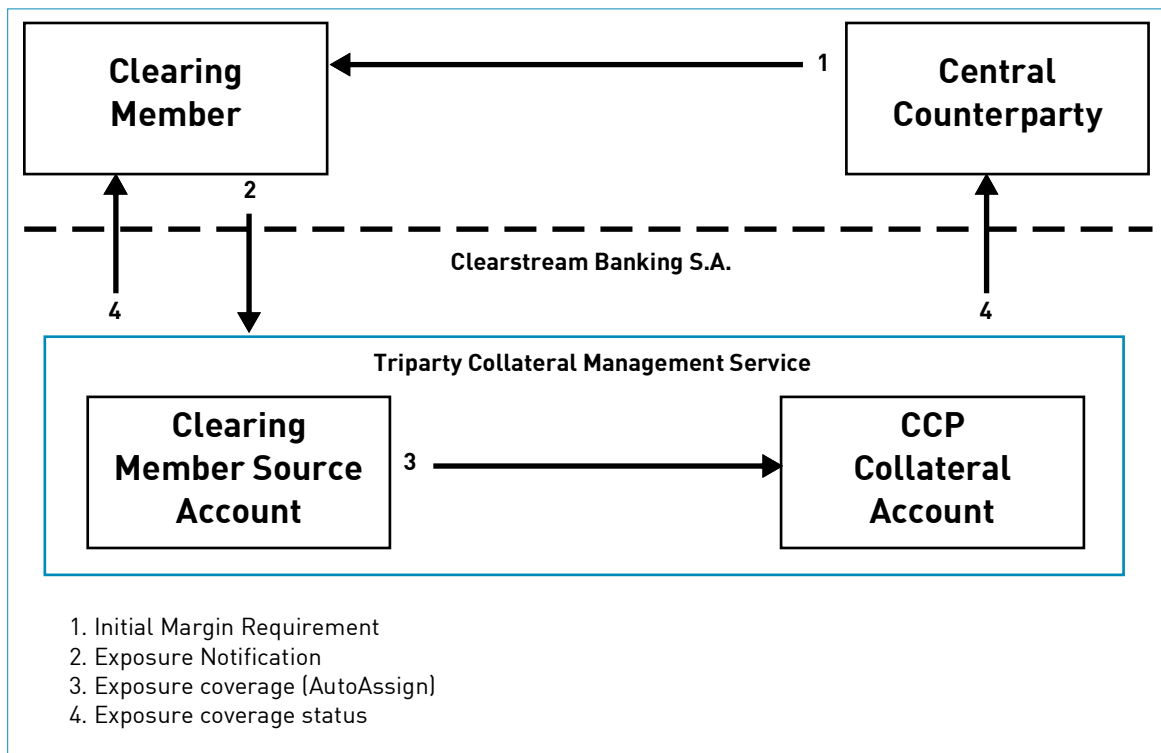 Clearing
Member
1
Central
Counterparty
2
Clearstream Banking S.A.
4
4
Triparty Collateral Management Service
Clearing
Member Source
Account
3
CCP
Collateral
Account
1. Initial Margin Requirement
2. Exposure Notification
3. Exposure coverage (AutoAssign)
4. Exposure coverage status